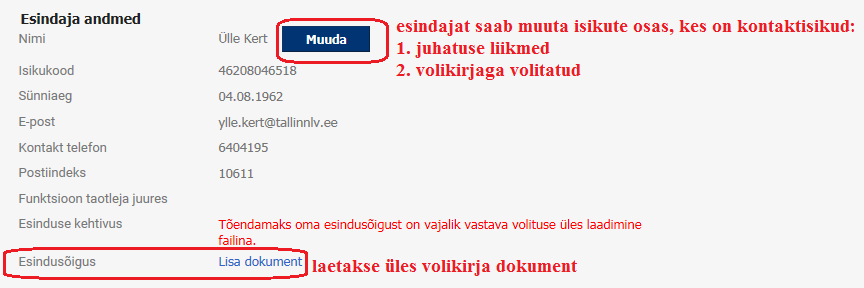 Esindaja andmed
Nimi Ülle Kert Muuda
esindajat saab muuta isikute osas, kes on kontaktisikud:
1. juhatuse liikmed
2. volikirjaga volitatud
Isikukood 46208046518
Sünniaeg 04.08.1962
E-post ylle.kert@tallinnlv.ee
Kontakt telefon 6404195
Postiindeks 10611
Funktsioon taotleja juures
Esinduse kehtivus Tõendamaks oma esindusõigust on vajalik vastava volituse üles laadimine
failina.
Esindusõigus Lisa dokument laetakse üles volikirja dokument